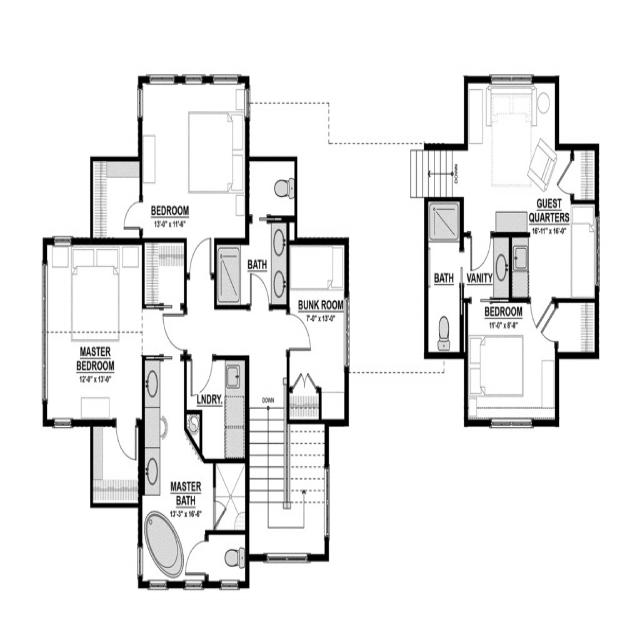 BEDROOM
13'-0" x 11'-6"
BATH
MASTER
BEDROOM
12'-0" x 13'-0"
BUNK ROOM
7'-0" x 13'-0"
LNDRY.
DOWN
MASTER
BATH
13'-3" x 16'-6"
DOWN
GUEST
QUARTERS
16'-11" x 16'-0"
BATH
VANITY
BEDROOM
11'-0" x 8'-8"